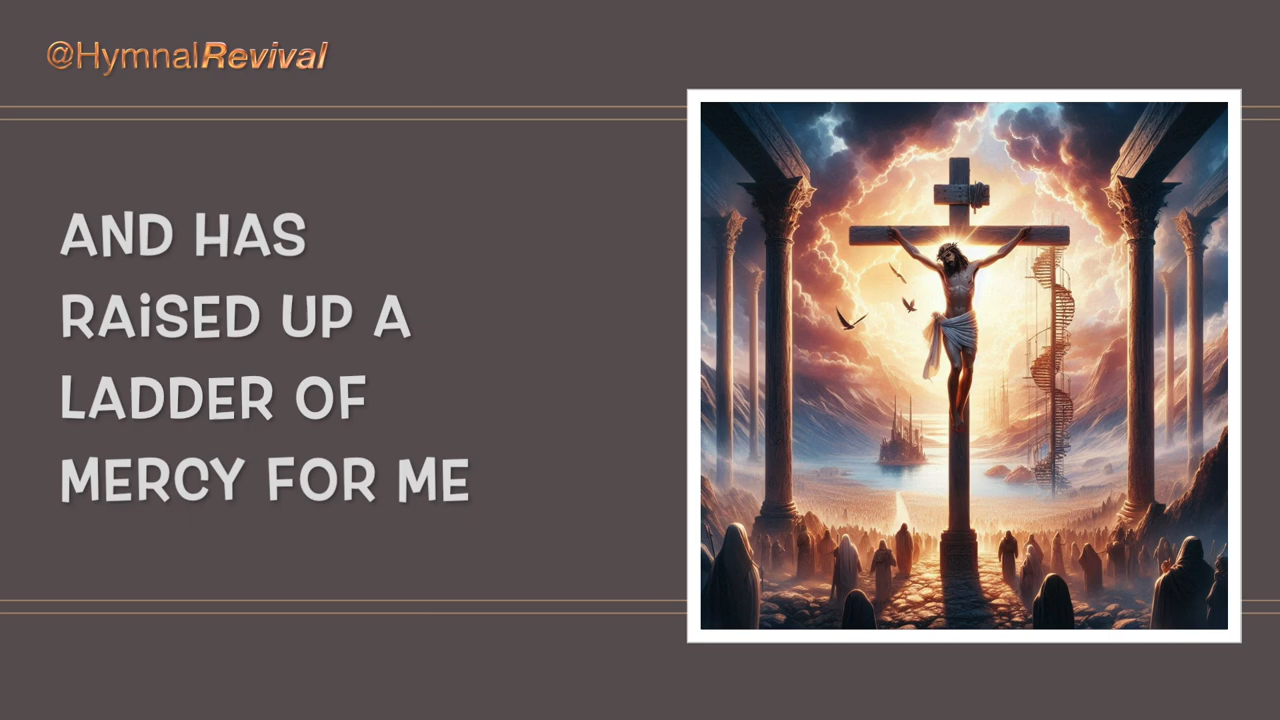 @HymnalRevival
AND HAS
RAiSED UP A
LADDER OF
MERCY FOR ME